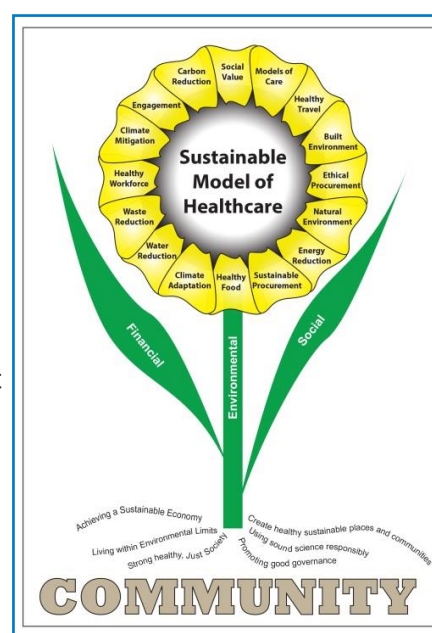 Social
Value
Models of
Care
Healthy
Travel
Built
Environment
Ethical
Procurement
Natural
Environment
Energy
Reduction
Sustainable
Procurement
Healthy
Food
Climate
Adaptation
Water
Reduction
Waste
Reduction
Healthy
Workforce
Climate
Mitigation
Engagement
Carbon
Reduction
Sustainable
Model of
Healthcare
Financial
Environmental
Social
Achieving a Sustainable Economy
Living within Environmental Limits
Strong healthy, Just Society
Create healthy sustainable places and communities
Using sound science responsibly
Promoting good governance
COMMUNITY